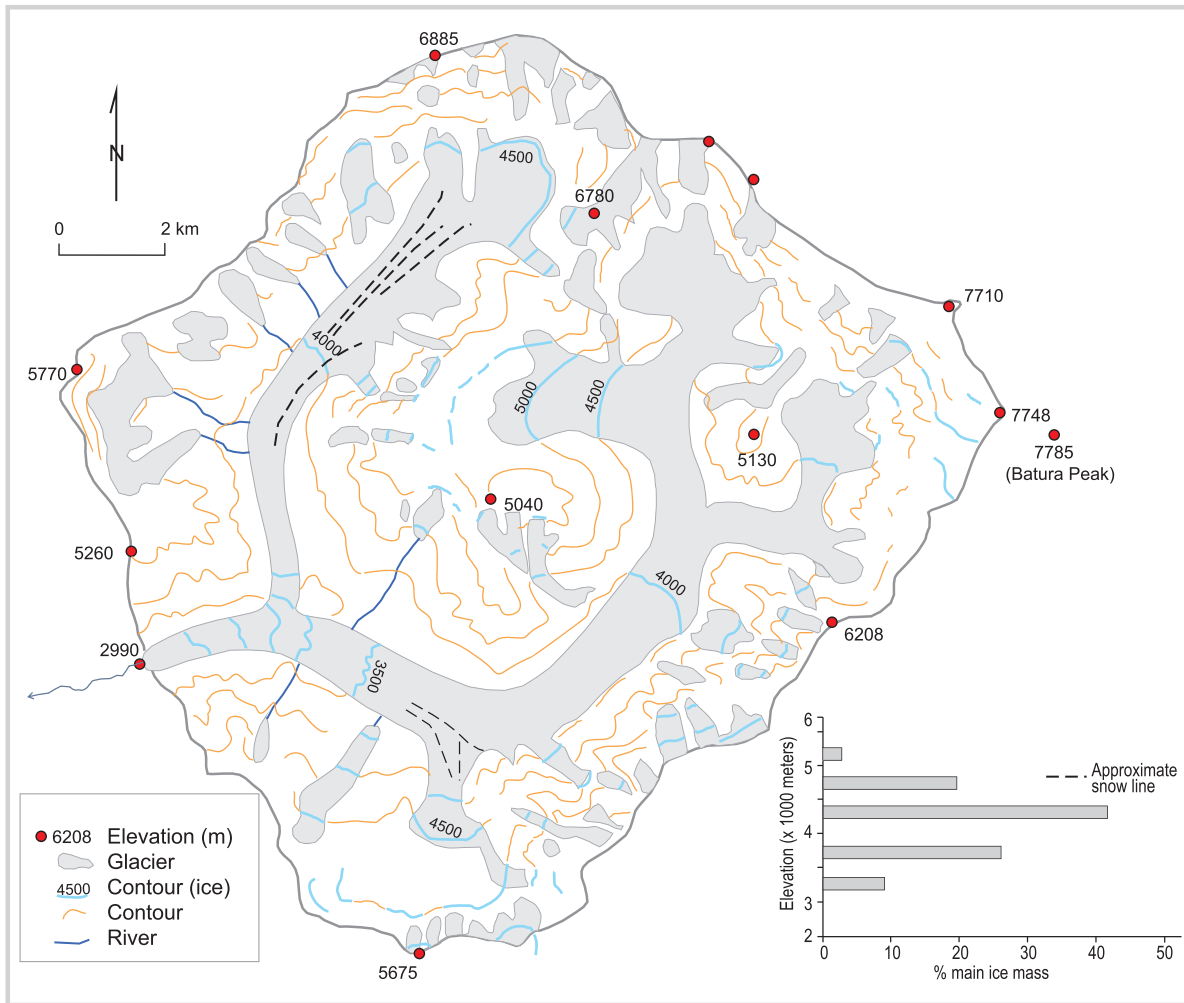 6885
N
0 2 km
4500
6780
7710
4000
5770
5000
4500
7748
7785
(Batura Peak)
5130
5040
5260
4000
6208
2990
3500
4500
5675
6208 Elevation (m)
Glacier
4500 Contour (ice)
Contour
River
Elevation (x 1000 meters)
6
5
4
3
2
0 10 20 30 40 50
% main ice mass
Approximate
snow line